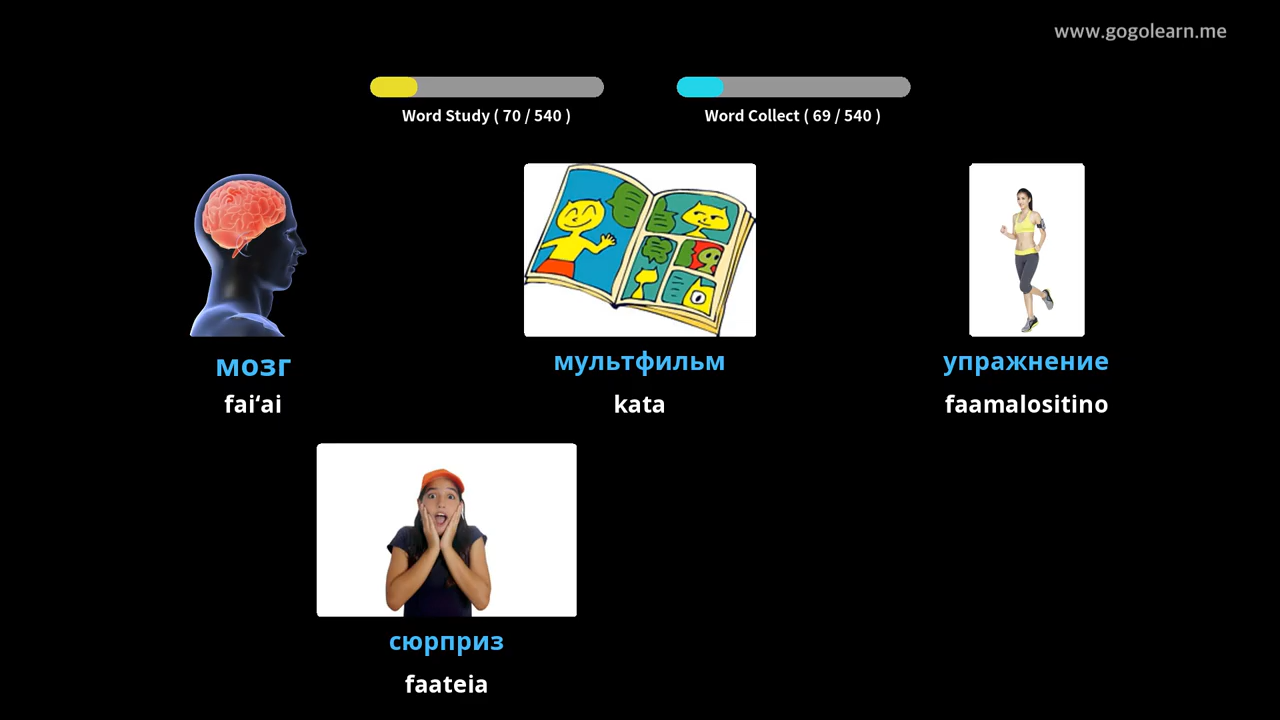 www.gogolearn.me
Word Study ( 70 / 540 )
Word Collect ( 69 / 540 )
мозг
мультфильм
упражнение
fai‘ai
kata
faamalositino
сюрприз
faateia